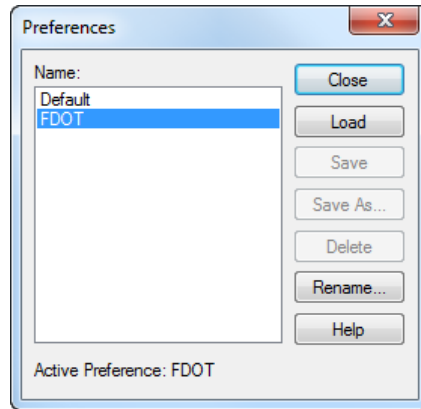 Preferences
Name:
Default
FDOT
Close
Load
Save
Save As...
Delete
Rename...
Help
Active Preference: FDOT